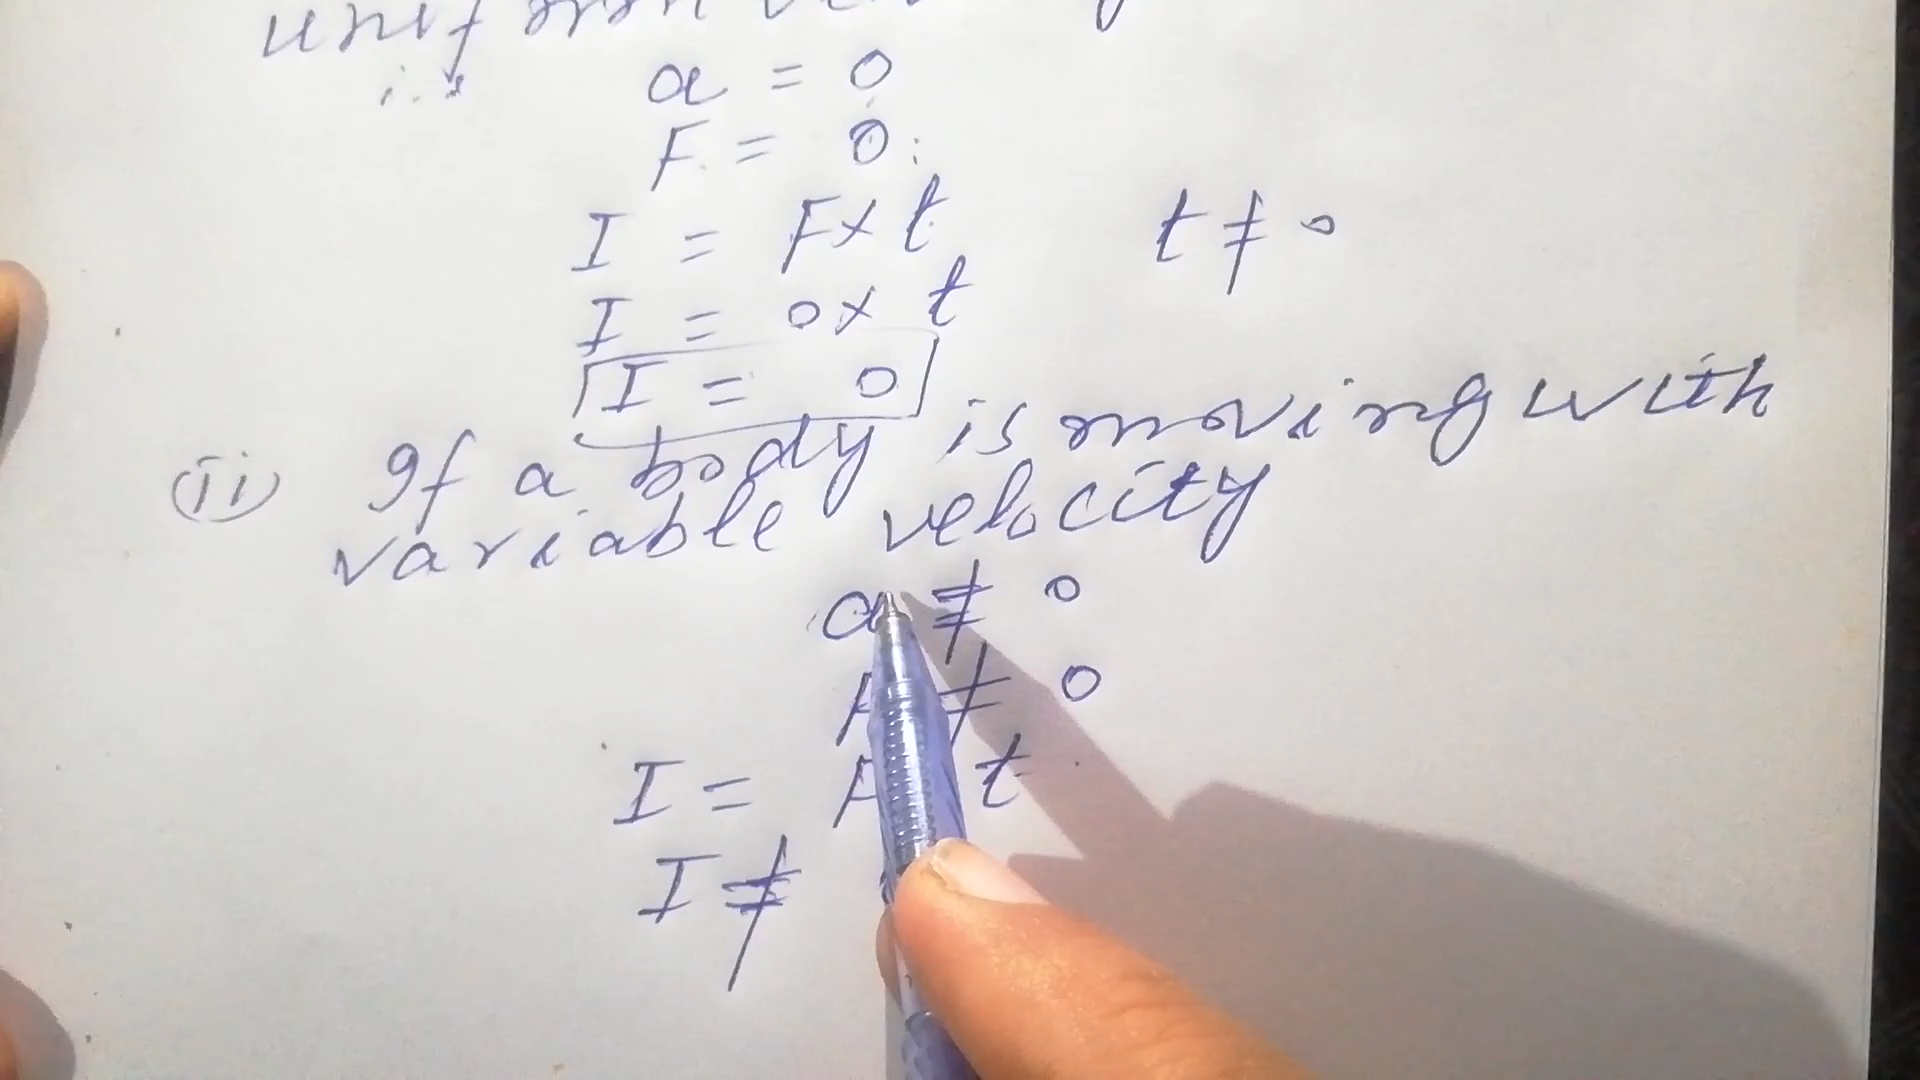 a = 0
F = 0
I = F x t t ≠ 0
I = 0 x t
I = 0
(ii) If a body is moving with
variable velocity
a ≠ 0
≠ 0
I = F t
I ≠